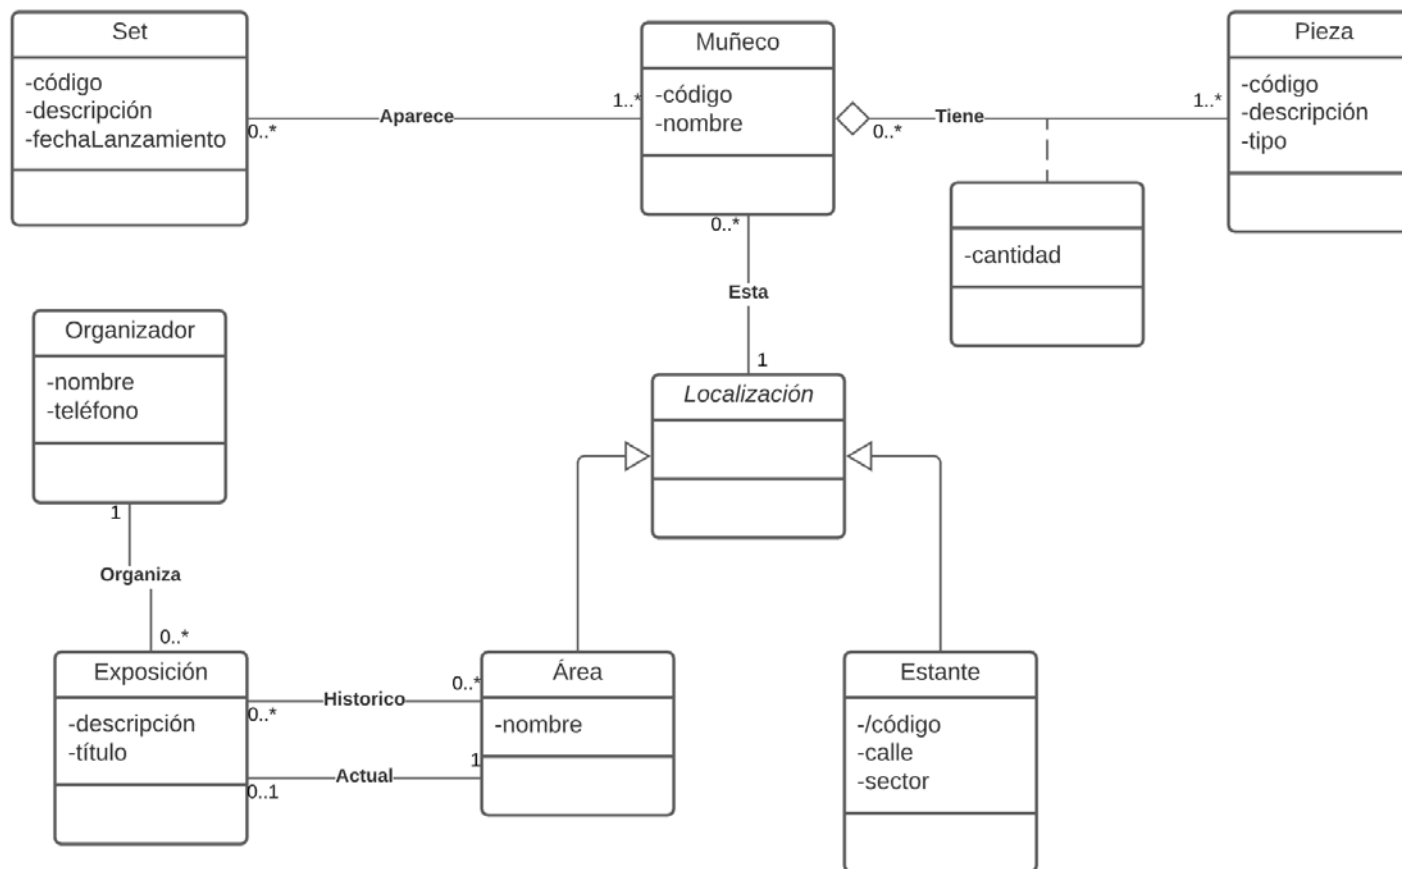 Set
-código
-descripción
-fechaLanzamiento
0..*
Aparece
1..*
Muñeco
-código
-nombre
0..*
Tiene
1..*
Pieza
-código
-descripción
-tipo
-cantidad
0..*
Esta
1
Localización
Organizador
-nombre
-teléfono
1
Organiza
0..*
Exposición
-descripción
-título
0..*
Historico
0..*
0..1
Actual
1
Área
-nombre
Estante
-/código
-calle
-sector